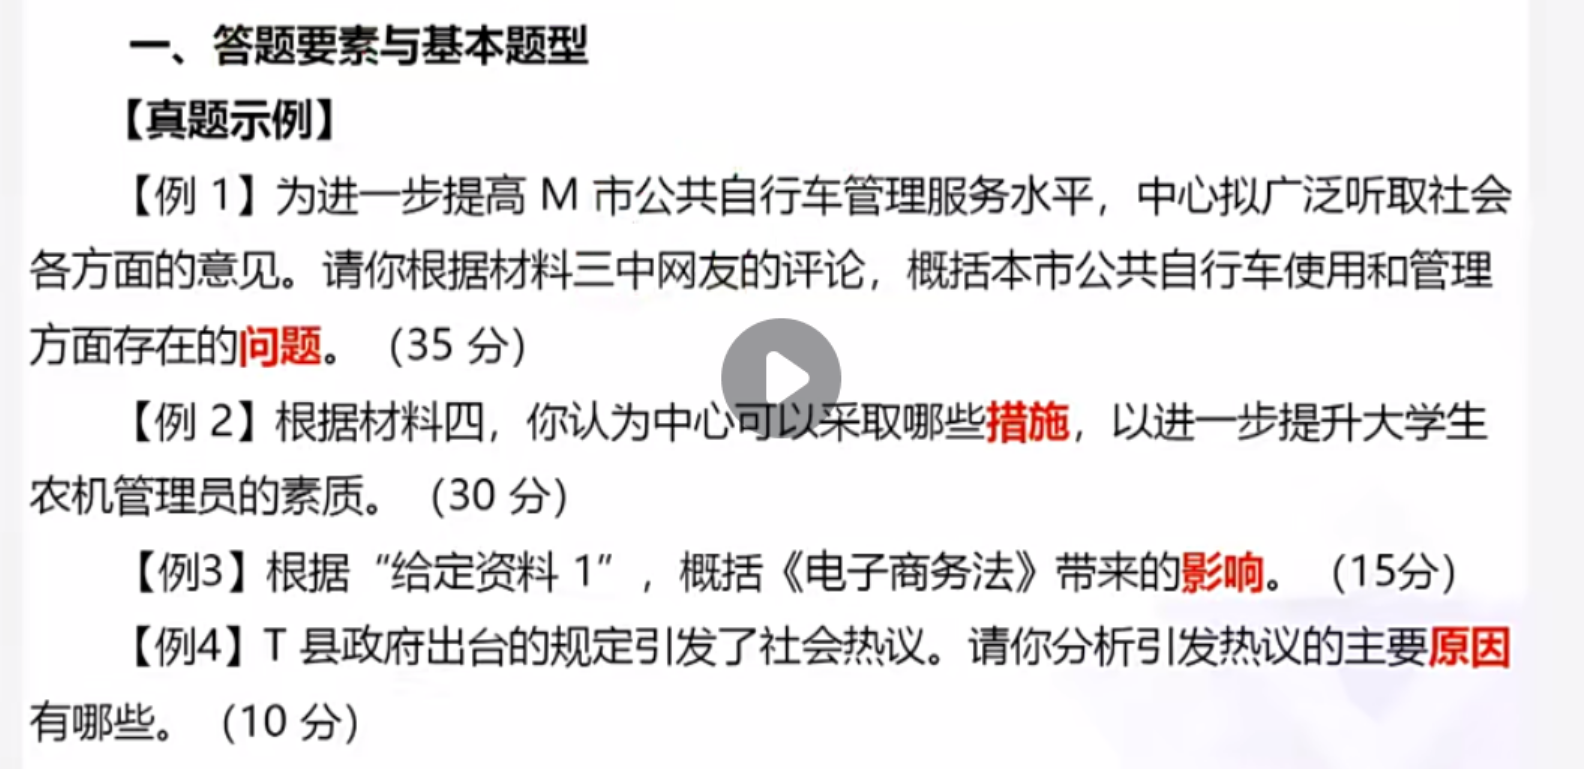 一、答题要素与基本题型
【真题示例】
【例 1】为进一步提高 M 市公共自行车管理服务水平，中心拟广泛听取社会
各方面的意见。请你根据材料三中网友的评论，概括本市公共自行车使用和管理
方面存在的问题。（35 分）
【例 2】根据材料四，你认为中心可以采取哪些措施，以进一步提升大学生
农机管理员的素质。（30 分）
【例3】根据“给定资料 1”，概括《电子商务法》带来的影响。（15分）
【例4】T 县政府出台的规定引发了社会热议。请你分析引发热议的主要原因
有哪些。（10 分）